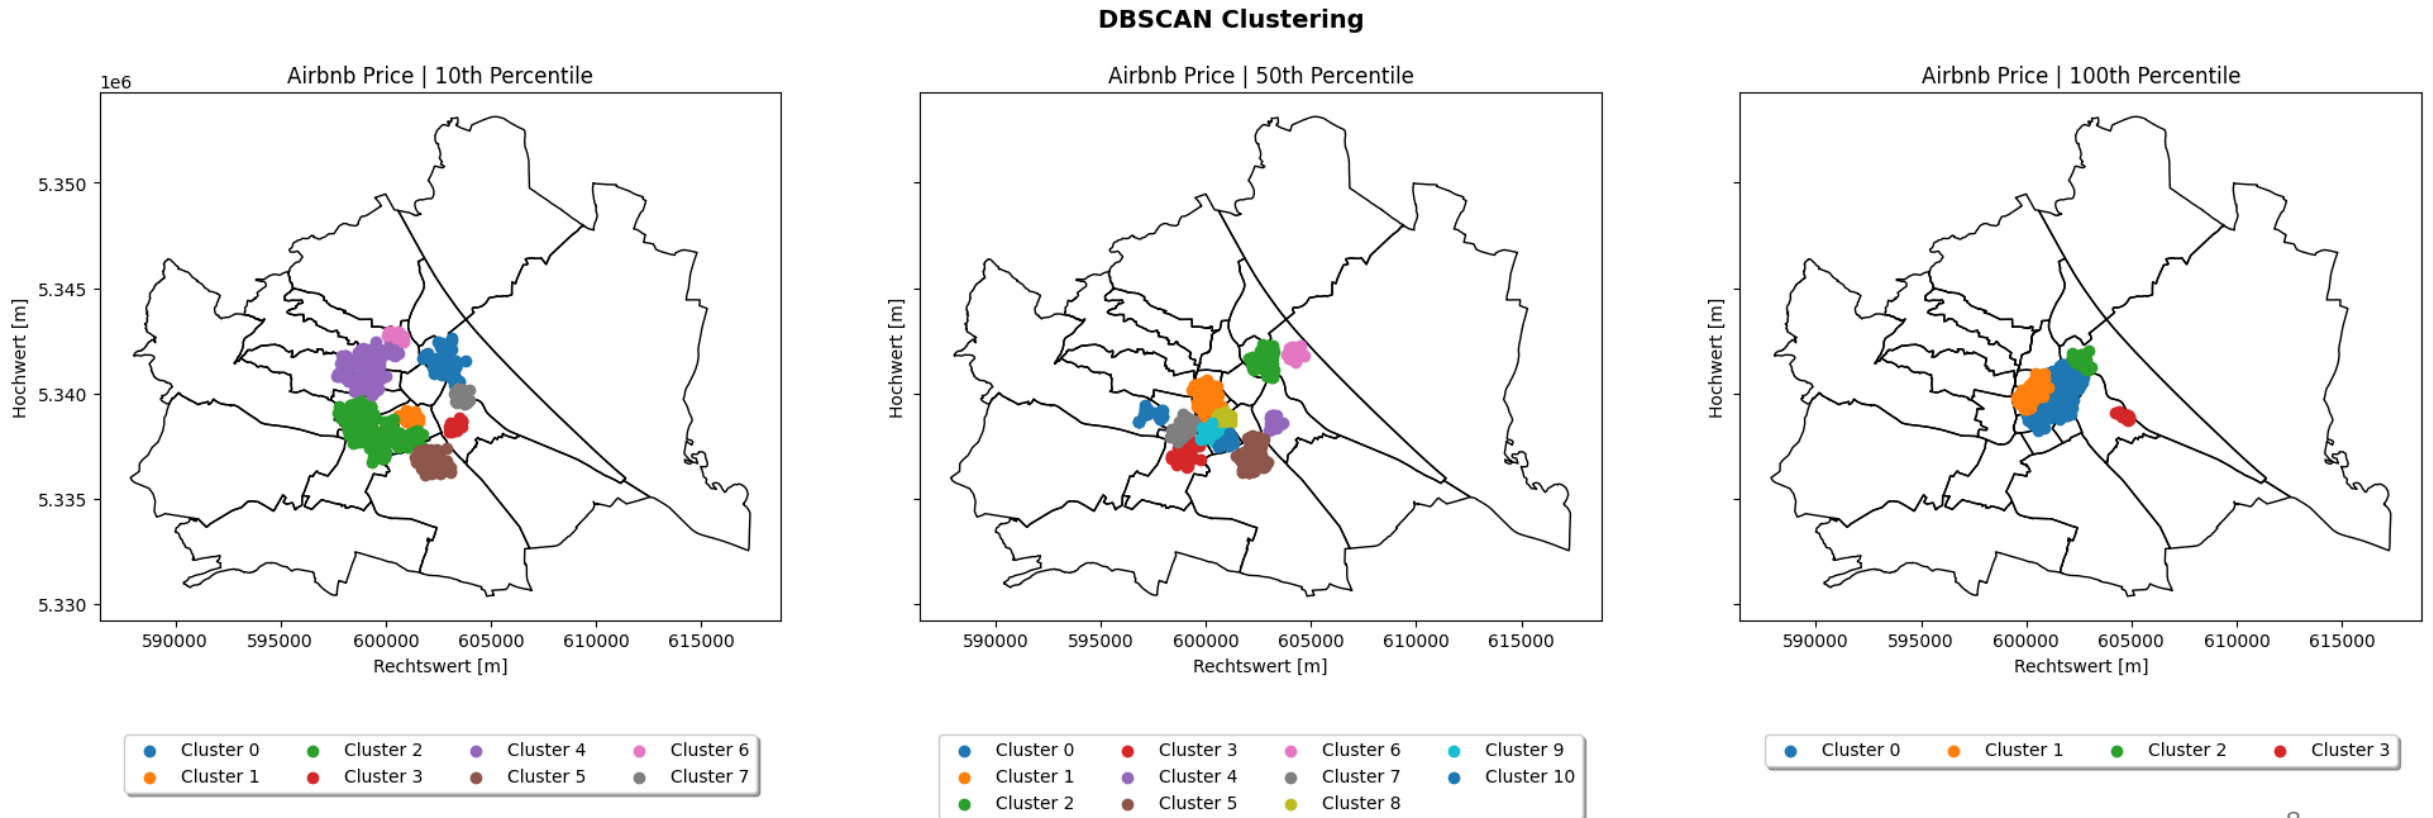 DBSCAN Clustering
Airbnb Price | 10th Percentile
1e6
5.350
5.345
5.340
5.335
5.330
Hochwert [m]
590000 595000 600000 605000 610000 615000
Rechtswert [m]
Cluster 0 Cluster 2 Cluster 4 Cluster 6
Cluster 1 Cluster 3 Cluster 5 Cluster 7
Airbnb Price | 50th Percentile
Hochwert [m]
590000 595000 600000 605000 610000 615000
Rechtswert [m]
Cluster 0 Cluster 3 Cluster 6 Cluster 9
Cluster 1 Cluster 4 Cluster 7 Cluster 10
Cluster 2 Cluster 5 Cluster 8
Airbnb Price | 100th Percentile
Hochwert [m]
590000 595000 600000 605000 610000 615000
Rechtswert [m]
Cluster 0 Cluster 1 Cluster 2 Cluster 3